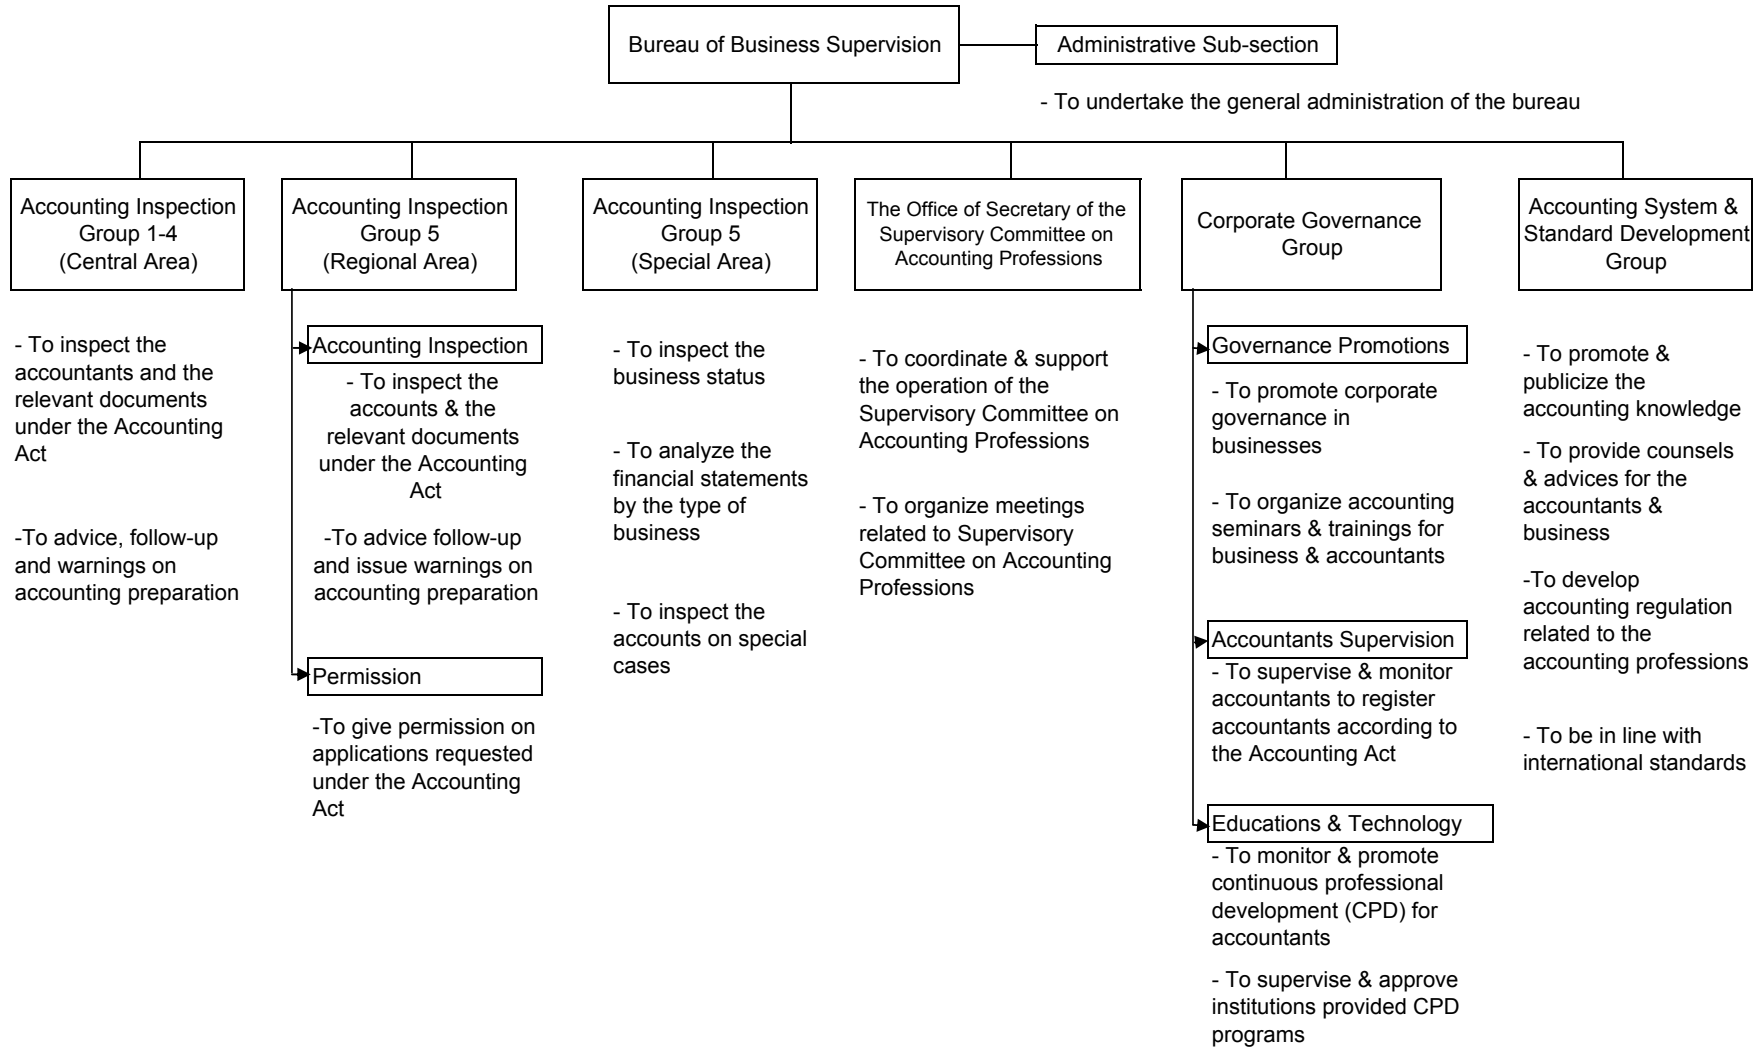 Bureau of Business Supervision
Administrative Sub-section
- To undertake the general administration of the bureau
Accounting Inspection
Group 1-4
(Central Area)
- To inspect the
accountants and the
relevant documents
under the Accounting
Act
-To advice, follow-up
and warnings on
accounting preparation
Accounting Inspection
Group 5
(Regional Area)
Accounting Inspection
- To inspect the
accounts & the
relevant documents
under the Accounting
Act
-To advice follow-up
and issue warnings on
accounting preparation
Permission
-To give permission on
applications requested
under the Accounting
Act
Accounting Inspection
Group 5
(Special Area)
- To inspect the
business status
- To analyze the
financial statements
by the type of
business
- To inspect the
accounts on special
cases
The Office of Secretary of the
Supervisory Committee on
Accounting Professions
- To coordinate & support
the operation of the
Supervisory Committee on
Accounting Professions
- To organize meetings
related to Supervisory
Committee on Accounting
Professions
Corporate Governance
Group
Governance Promotions
- To promote corporate
governance in
businesses
- To organize accounting
seminars & trainings for
business & accountants
Accountants Supervision
- To supervise & monitor
accountants to register
accountants according to
the Accounting Act
Educations & Technology
- To monitor & promote
continuous professional
development (CPD) for
accountants
- To supervise & approve
institutions provided CPD
programs
Accounting System &
Standard Development
Group
- To promote &
publicize the
accounting knowledge
- To provide counsels
& advices for the
accountants &
business
-To develop
accounting regulation
related to the
accounting professions
- To be in line with
international standards